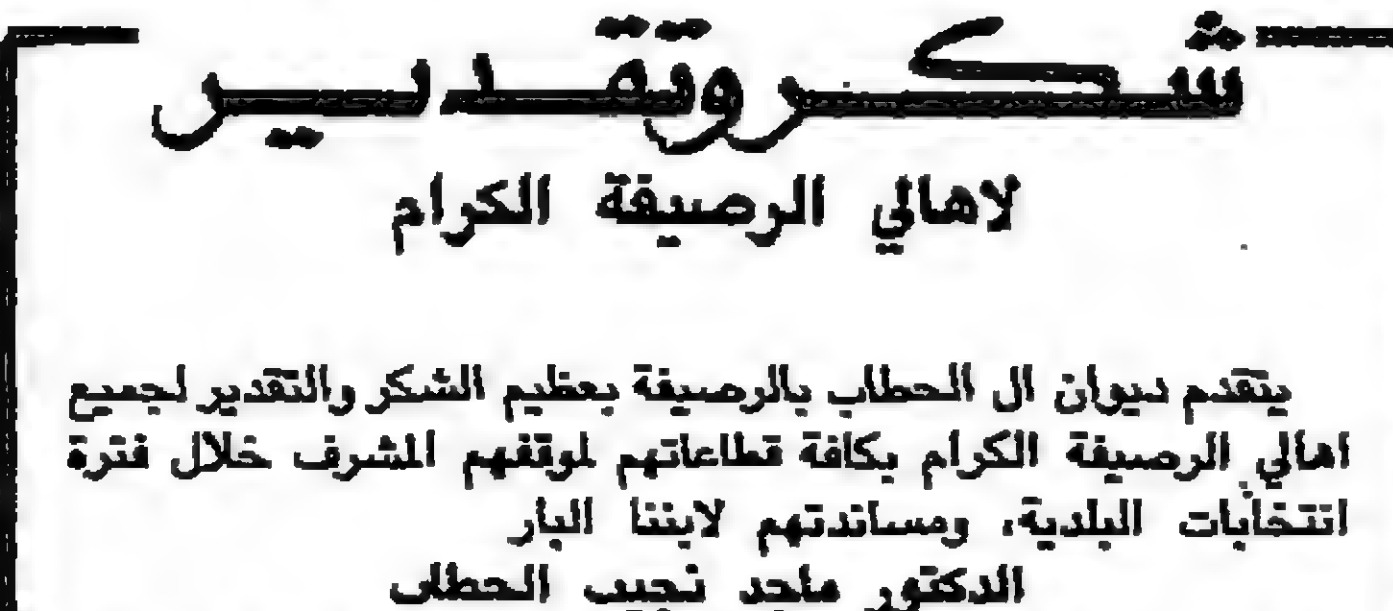 شكر وتقدير
لاهالي الرصيفة الكرام
يتقدم ديوان ال الحطاب بالرصيفة بعظيم الشكر والتقدير لجميع
اهالي الرصيفة الكرام بكافة قطاعاتهم لموقفهم المشرف خلال فترة
انتخابات البلدية، ومساندتهم لابننا البار
الدكتور ماجد نجيب الحطاب